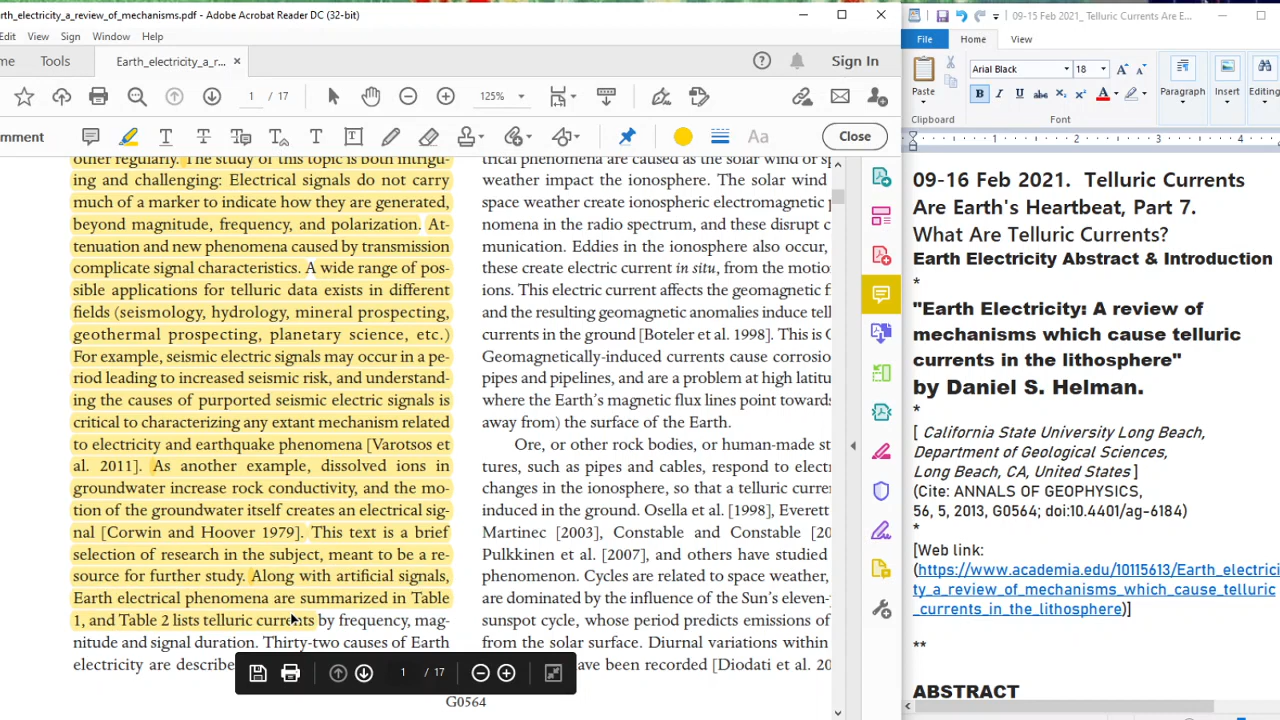 arth_electricity_a_review_of_mechanisms.pdf - Adobe Acrobat Reader DC (32-bit)
Edit View Sign Window Help
me Tools Earth_electricity_a_r... × Sign In
/ 17 125%
mment Aa Close
other regularly. The study of this topic is both intrigu-
ing and challenging: Electrical signals do not carry
much of a marker to indicate how they are generated,
beyond magnitude, frequency, and polarization. At-
tenuation and new phenomena caused by transmission
complicate signal characteristics. A wide range of pos-
sible applications for telluric data exists in different
fields (seismology, hydrology, mineral prospecting,
geothermal prospecting, planetary science, etc.)
For example, seismic electric signals may occur in a pe-
riod leading to increased seismic risk, and understand-
ing the causes of purported seismic electric signals is
critical to characterizing any extant mechanism related
to electricity and earthquake phenomena [Varotsos et
al. 2011]. As another example, dissolved ions in
groundwater increase rock conductivity, and the mo-
tion of the groundwater itself creates an electrical sig-
nal [Corwin and Hoover 1979]. This text is a brief
selection of research in the subject, meant to be a re-
source for further study. Along with artificial signals,
Earth electrical phenomena are summarized in Table
1, and Table 2 lists telluric currents by frequency, mag-
nitude and signal duration. Thirty-two causes of Earth
electricity are describe
trical phenomena are caused as the solar wind or sp
weather impact the ionosphere. The solar wind
space weather create ionospheric electromagnetic p
nomena in the radio spectrum, and these disrupt c
munication. Eddies in the ionosphere also occur,
these create electric current in situ, from the motion
ions. This electric current affects the geomagnetic f
and the resulting geomagnetic anomalies induce tel
currents in the ground [Boteler et al. 1998]. This is G
Geomagnetically-induced currents cause corrosio
pipes and pipelines, and are a problem at high latitu
where the Earth's magnetic flux lines point towards
away from) the surface of the Earth.
Ore, or other rock bodies, or human-made st
tures, such as pipes and cables, respond to electr
changes in the ionosphere, so that a telluric curre
induced in the ground. Osella et al. [1998], Everett
Martinec [2003], Constable and Constable [20
Pulkkinen et al. [2007], and others have studied
phenomenon. Cycles are related to space weather,
are dominated by the influence of the Sun's eleven-
sunspot cycle, whose period predicts emissions of
from the solar surface. Diurnal variations within
ave been recorded [Diodati et al. 20
1 / 17
G0564
09-15 Feb 2021_ Telluric Currents Are E...
File Home View
Paste Arial Black 18 A A Paragraph Insert Editing
B I U abc X₂ X² A
Clipboard Font
1 2 3 4
09-16 Feb 2021. Telluric Currents
Are Earth's Heartbeat, Part 7.
What Are Telluric Currents?
Earth Electricity Abstract & Introduction
*
"Earth Electricity: A review of
mechanisms which cause telluric
currents in the lithosphere"
by Daniel S. Helman.
*
[ California State University Long Beach,
Department of Geological Sciences,
Long Beach, CA, United States ]
(Cite: ANNALS OF GEOPHYSICS,
56, 5, 2013, G0564; doi:10.4401/ag-6184)
*
[Web link:
(https://www.academia.edu/10115613/Earth_electrici
ty_a_review_of_mechanisms_which_cause_telluric
_currents_in_the_lithosphere)]
**
ABSTRACT